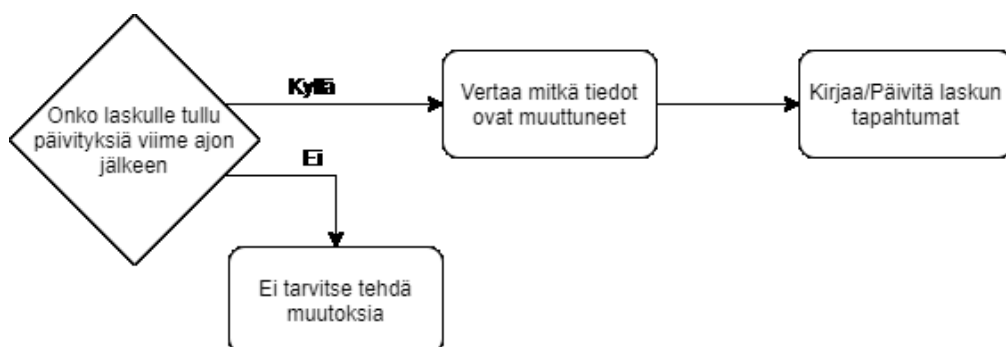 Onko laskulle tullu
päivityksiä viime ajon
jälkeen
Kyllä
Vertaa mitkä tiedot
ovat muuttuneet
Kirjaa/Päivitä laskun
tapahtumat
Ei
Ei tarvitse tehdä
muutoksia